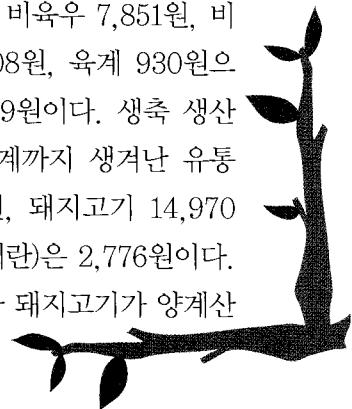 비육우 7,851원, 비
08원, 육계 930원으
9원이다. 생축 생산
계까지 생겨난 유통
, 돼지고기 14,970
란)은 2,776원이다.
돼지고기가 양계산